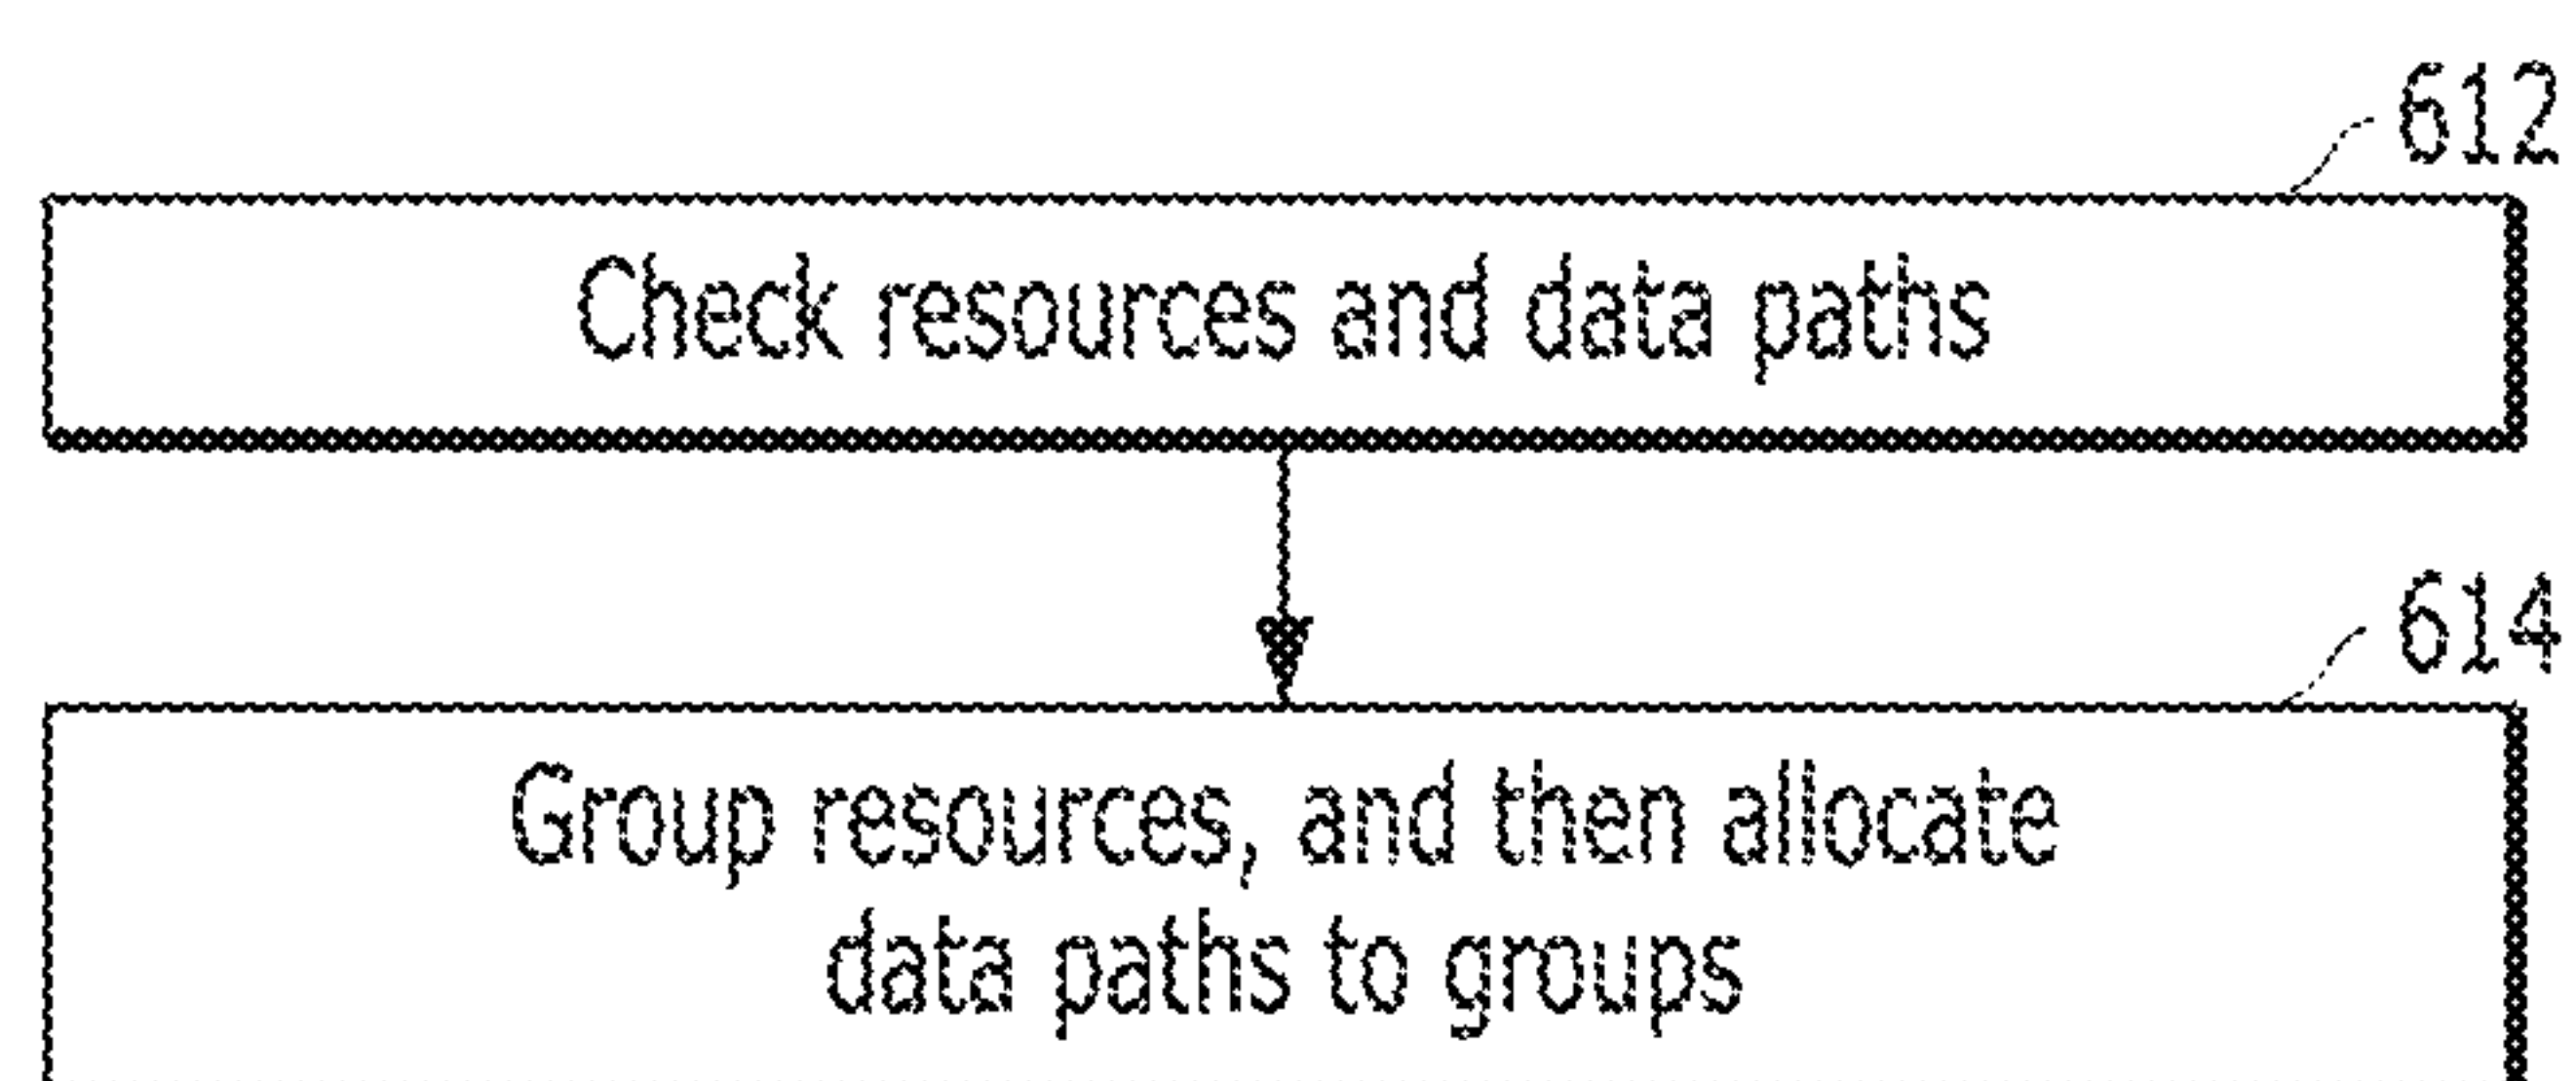 612
Check resources and data paths
614
Group resources, and then allocate
data paths to groups